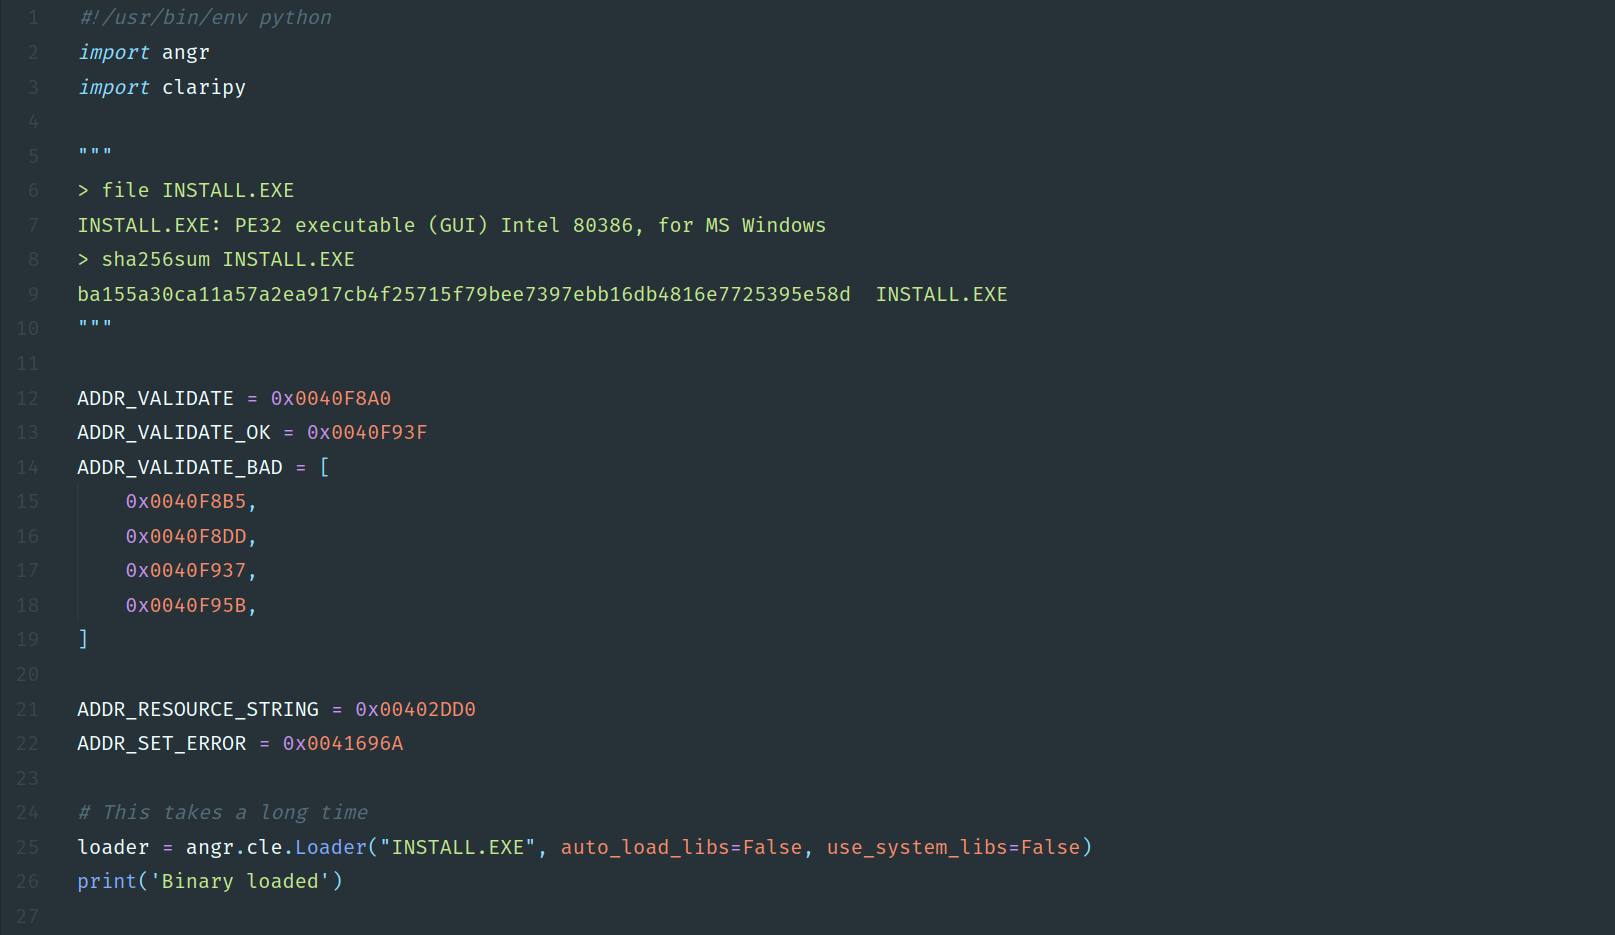 1 #!/usr/bin/env python
2 import angr
3 import claripy
4
5 """
6 > file INSTALL.EXE
7 INSTALL.EXE: PE32 executable (GUI) Intel 80386, for MS Windows
8 > sha256sum INSTALL.EXE
9 ba155a30ca11a57a2ea917cb4f25715f79bee7397ebb16db4816e7725395e58d  INSTALL.EXE
10 """
11
12 ADDR_VALIDATE = 0x0040F8A0
13 ADDR_VALIDATE_OK = 0x0040F93F
14 ADDR_VALIDATE_BAD = [
15     0x0040F8B5,
16     0x0040F8DD,
17     0x0040F937,
18     0x0040F95B,
19 ]
20
21 ADDR_RESOURCE_STRING = 0x00402DD0
22 ADDR_SET_ERROR = 0x0041696A
23
24 # This takes a long time
25 loader = angr.cle.Loader("INSTALL.EXE", auto_load_libs=False, use_system_libs=False)
26 print('Binary loaded')
27